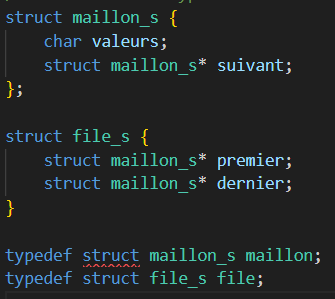 struct maillon_s {
    char valeurs;
    struct maillon_s* suivant;
};

struct file_s {
    struct maillon_s* premier;
    struct maillon_s* dernier;
}

typedef struct maillon_s maillon;
typedef struct file_s file;